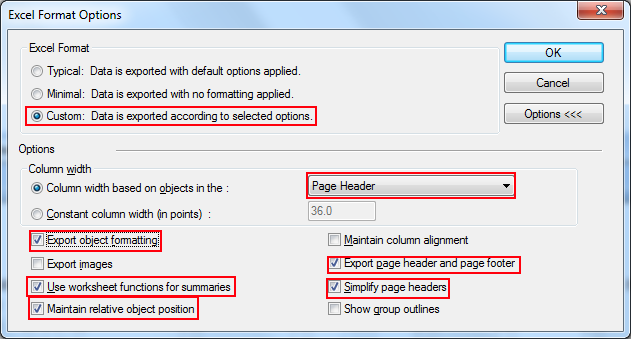 Excel Format Options
Excel Format
Typical: Data is exported with default options applied.
Minimal: Data is exported with no formatting applied.
Custom: Data is exported according to selected options.
OK
Cancel
Options <<<
Options
Column width
Column width based on objects in the :
Page Header
Constant column width (in points) :
36.0
Export object formatting
Maintain column alignment
Export images
Export page header and page footer
Use worksheet functions for summaries
Simplify page headers
Maintain relative object position
Show group outlines